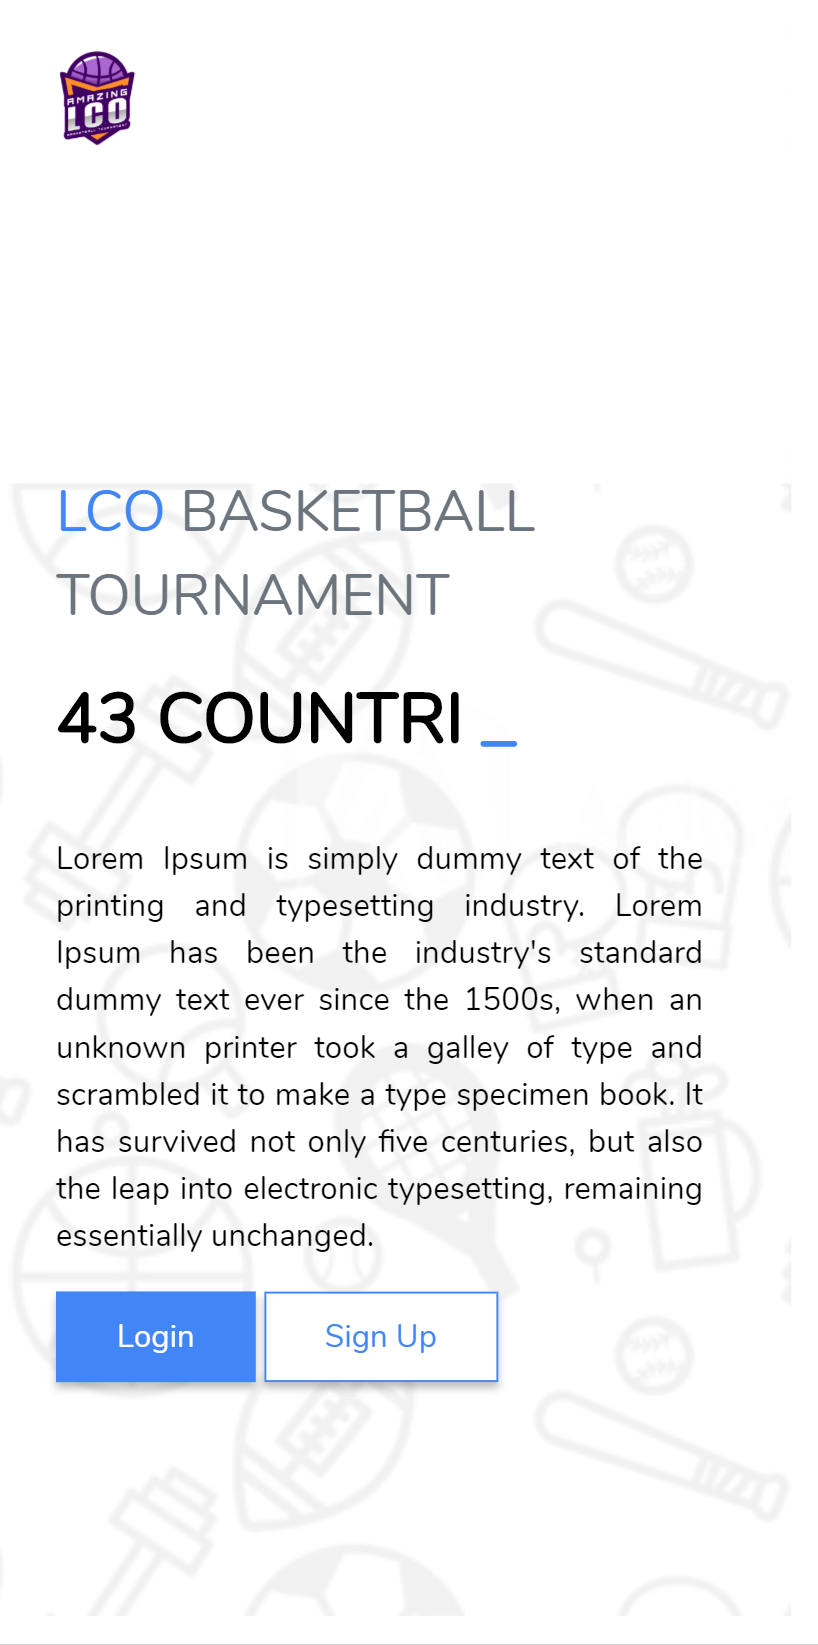 AMAZING
LCO
BASKETBALL TOURNAMENT
LCO BASKETBALL
TOURNAMENT
43 COUNTRI _
Lorem Ipsum is simply dummy text of the
printing and typesetting industry. Lorem
Ipsum has been the industry's standard
dummy text ever since the 1500s, when an
unknown printer took a galley of type and
scrambled it to make a type specimen book. It
has survived not only five centuries, but also
the leap into electronic typesetting, remaining
essentially unchanged.
Login
Sign Up